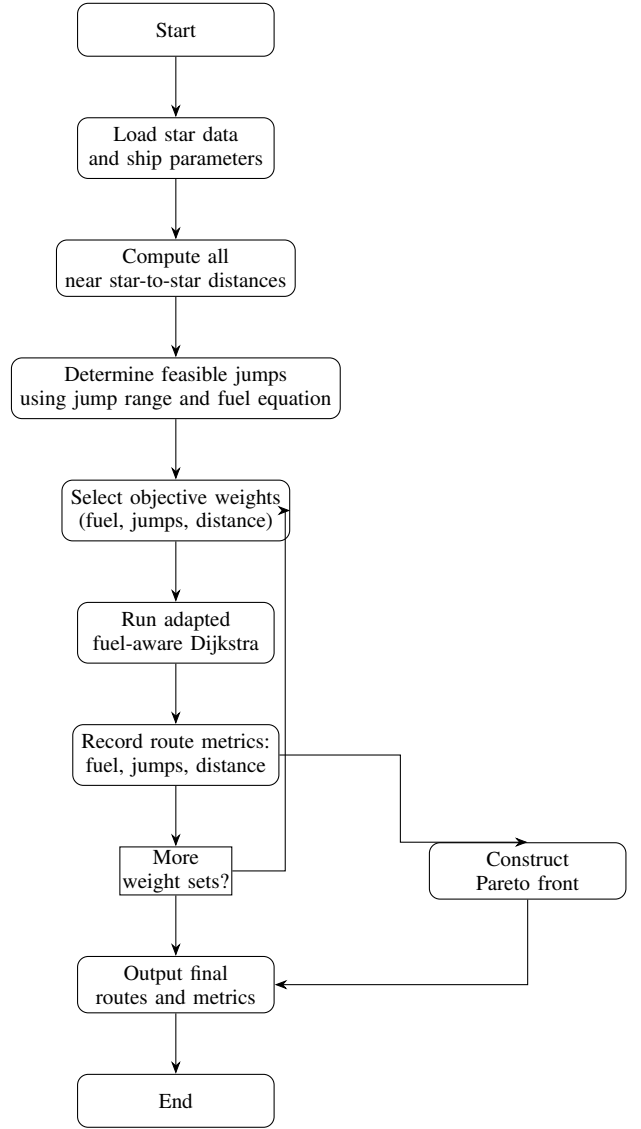 Start
Load star data
and ship parameters
Compute all
near star-to-star distances
Determine feasible jumps
using jump range and fuel equation
Select objective weights
(fuel, jumps, distance)
Run adapted
fuel-aware Dijkstra
Record route metrics:
fuel, jumps, distance
More
weight sets?
Construct
Pareto front
Output final
routes and metrics
End